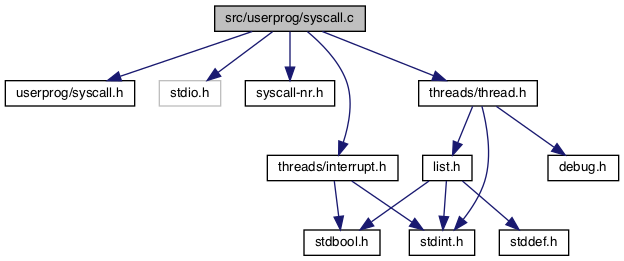 src/userprog/syscall.c
userprog/syscall.h
stdio.h
syscall-nr.h
threads/thread.h
threads/interrupt.h
list.h
debug.h
stdbool.h
stdint.h
stddef.h